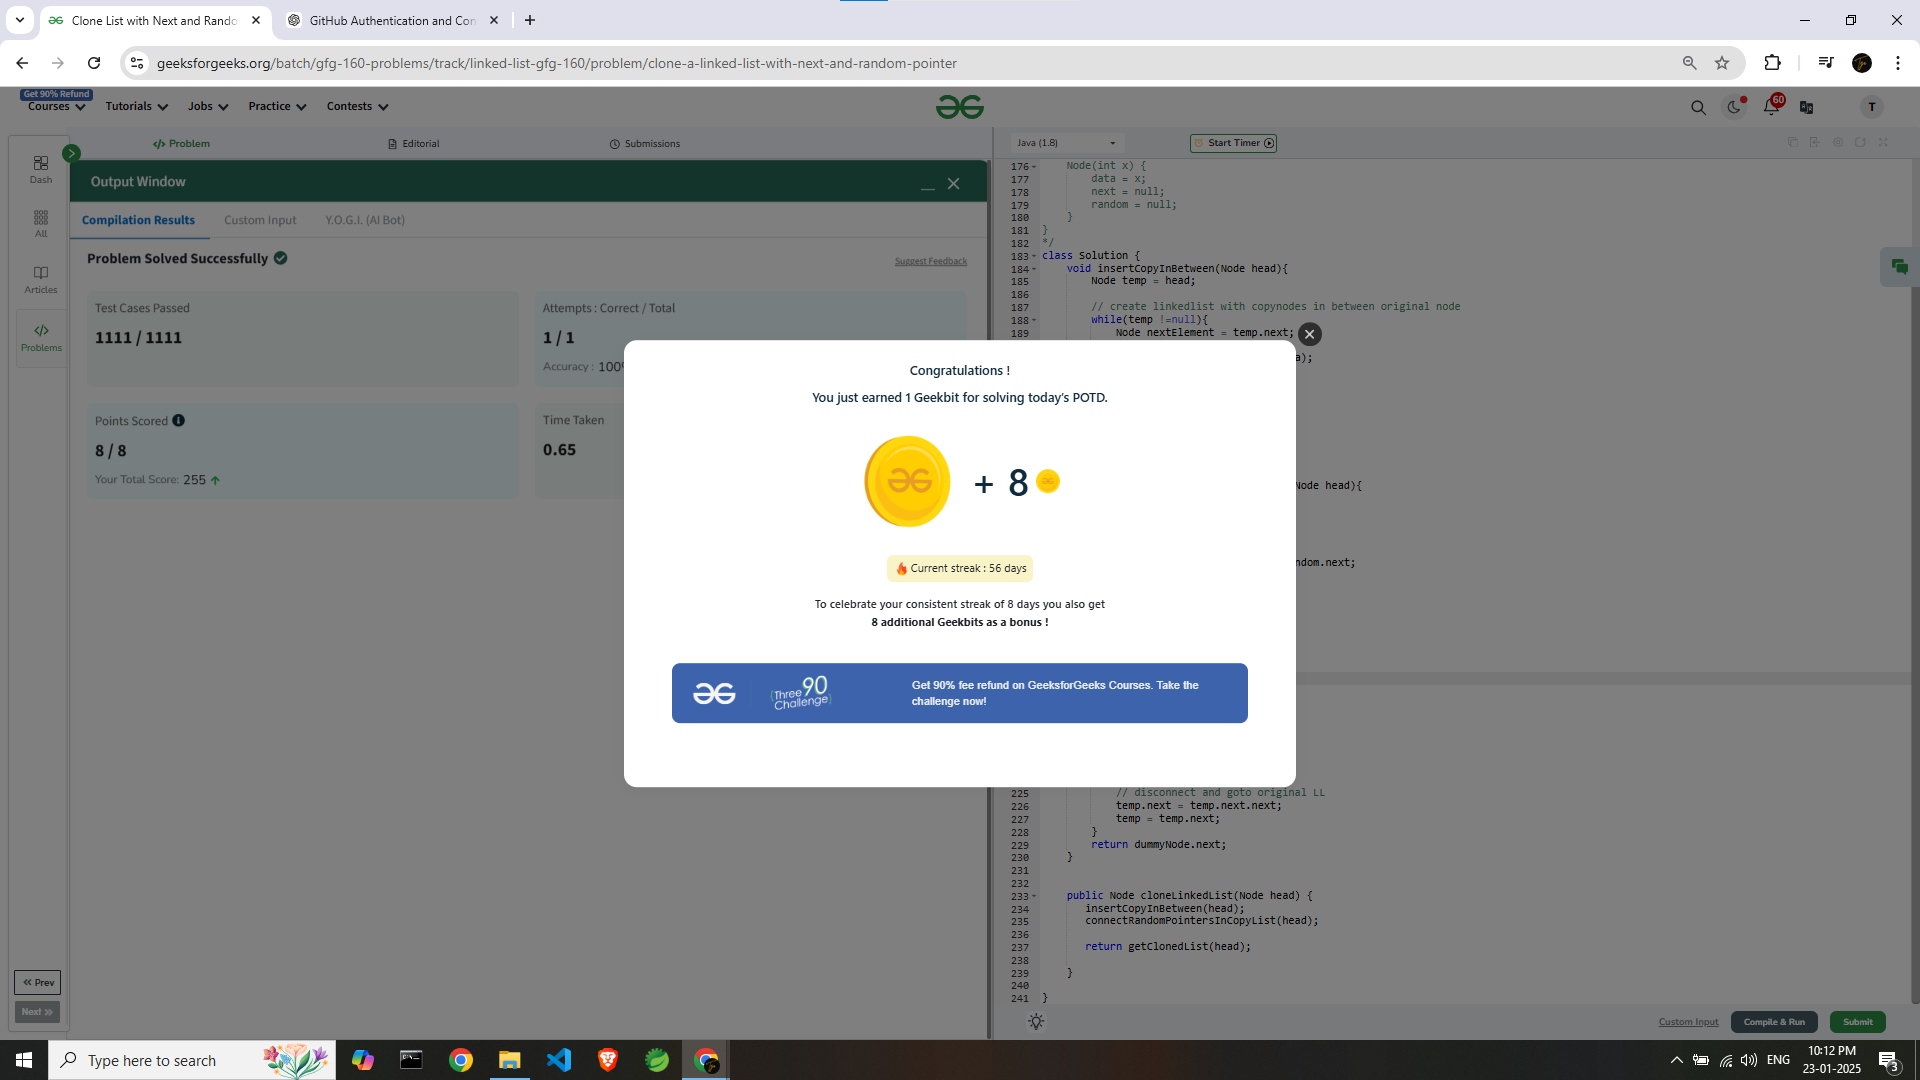 Clone List with Next and Rando
GitHub Authentication and Con
geeksforgeeks.org/batch/gfg-160-problems/track/linked-list-gfg-160/problem/clone-a-linked-list-with-next-and-random-pointer
Get 90% Refund
Courses
Tutorials
Jobs
Practice
Contests
60
T
Dash
All
Articles
Problems
Problem
Editorial
Submissions
Output Window
Compilation Results
Custom Input
Y.O.G.I. (AI Bot)
Problem Solved Successfully
Suggest Feedback
Test Cases Passed
1111 / 1111
Attempts : Correct / Total
1 / 1
Accuracy : 100%
Points Scored
8 / 8
Your Total Score: 255
Time Taken
0.65
Java (1.8)
Start Timer
176 Node(int x) {
177 data = x;
178 next = null;
179 random = null;
180 }
181 }
182 */
183 class Solution {
184 void insertCopyInBetween(Node head){
185 Node temp = head;
186
187 // create linkedlist with copynodes in between original node
188 while(temp !=null){
189 Node nextElement = temp.next;
a);
Node head){
ndom.next;
Congratulations !
You just earned 1 Geekbit for solving today's POTD.
+ 8
Current streak : 56 days
To celebrate your consistent streak of 8 days you also get
8 additional Geekbits as a bonus !
Three 90 Challenge
Get 90% fee refund on GeeksforGeeks Courses. Take the
challenge now!
225 // disconnect and goto original LL
226 temp.next = temp.next.next;
227 temp = temp.next;
228 }
229 return dummyNode.next;
230 }
231
232
233 public Node cloneLinkedList(Node head) {
234 insertCopyInBetween(head);
235 connectRandomPointersInCopyList(head);
236
237 return getClonedList(head);
238
239 }
240
241 }
Prev
Next
Custom Input
Compile & Run
Submit
Type here to search
ENG
10:12 PM
23-01-2025
3